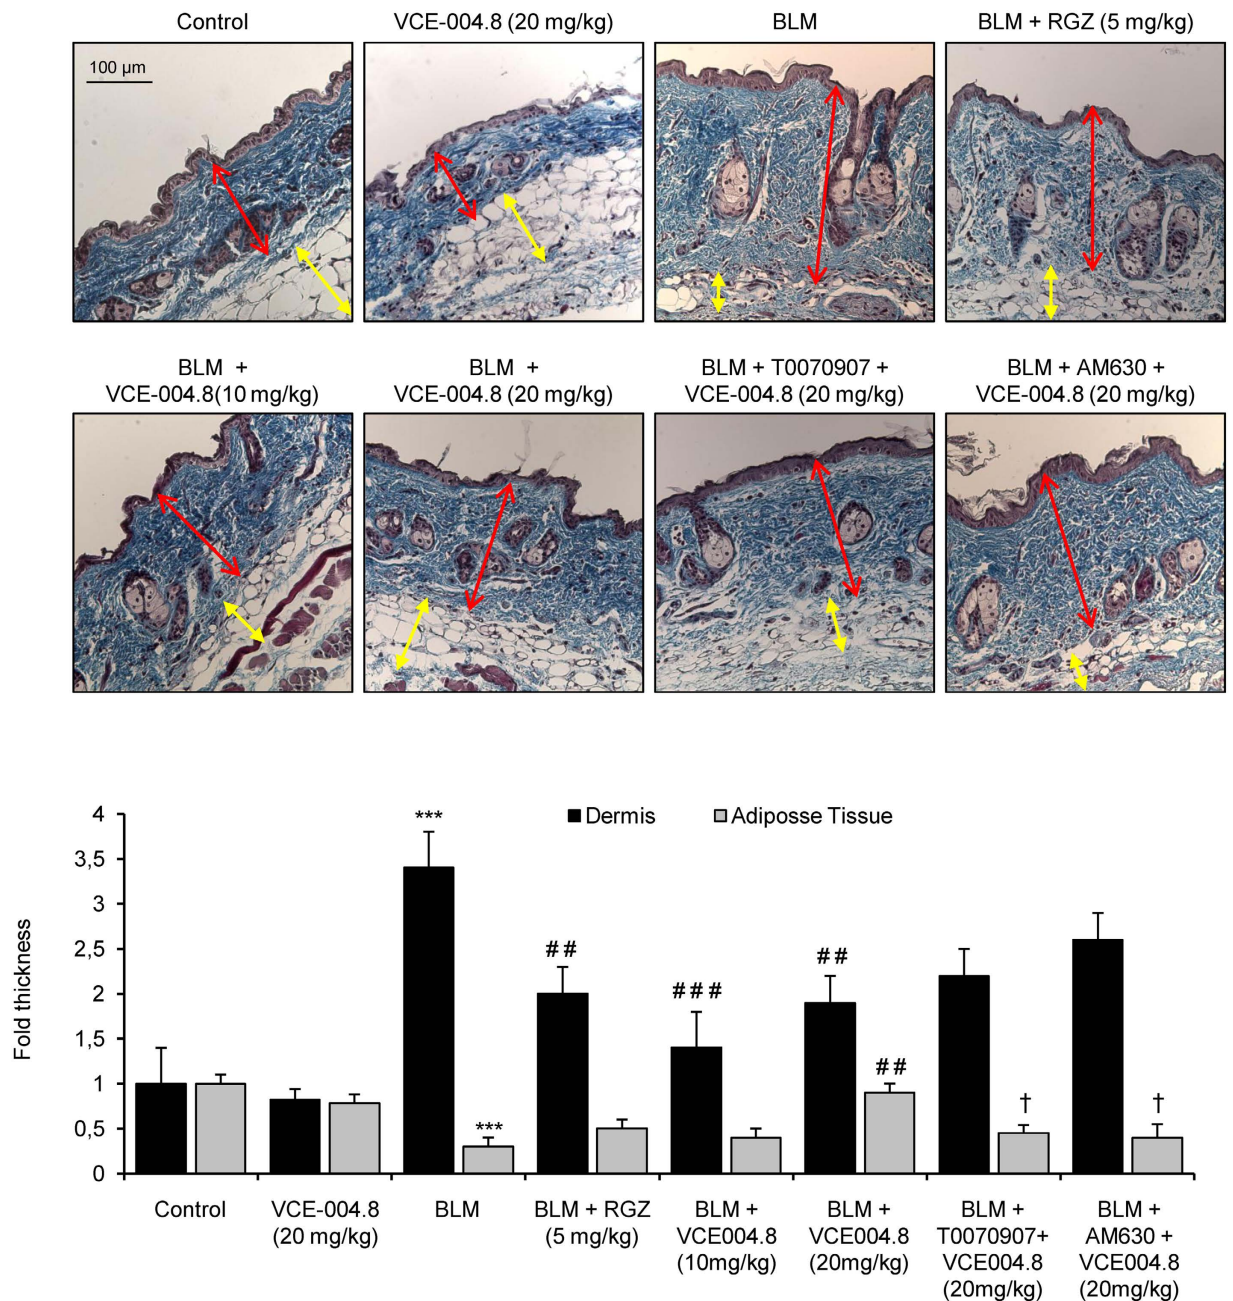 Control
VCE-004.8 (20 mg/kg)
BLM
BLM + RGZ (5 mg/kg)
100 µm
BLM +
VCE-004.8(10 mg/kg)
BLM +
VCE-004.8 (20 mg/kg)
BLM + T0070907 +
VCE-004.8 (20 mg/kg)
BLM + AM630 +
VCE-004.8 (20 mg/kg)
Dermis
Adiposse Tissue
Fold thickness
4
3,5
3
2,5
2
1,5
1
0,5
0
***
***
##
###
##
##
†
†
Control
VCE-004.8
(20 mg/kg)
BLM
BLM + RGZ
(5 mg/kg)
BLM +
VCE004.8
(10mg/kg)
BLM +
VCE004.8
(20mg/kg)
BLM +
T0070907+
VCE004.8
(20mg/kg)
BLM +
AM630 +
VCE004.8
(20mg/kg)